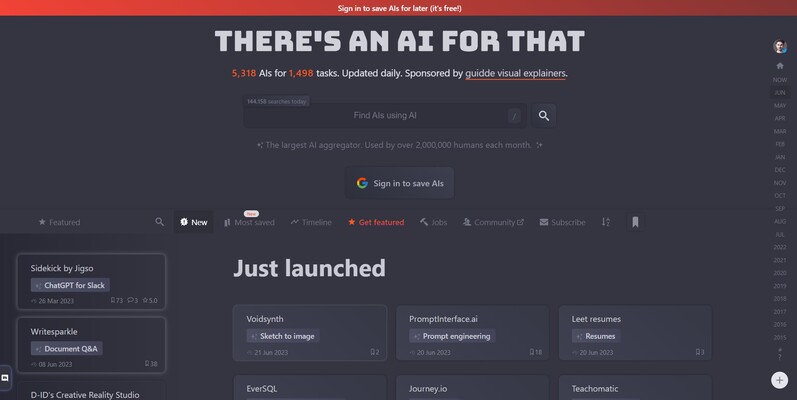 Sign in to save AIs for later (it's free!)
THERE'S AN AI FOR THAT
5,318 AIs for 1,498 tasks. Updated daily. Sponsored by guidde visual explainers.
144,158 searches today
Find AIs using AI
/
The largest AI aggregator. Used by over 2,000,000 humans each month.
Sign in to save AIs
Featured
New
New
Most saved
Timeline
Get featured
Jobs
Community
Subscribe
Sidekick by Jigso
ChatGPT for Slack
26 Mar 2023 73 3 5.0
Writesparkle
Document Q&A
08 Jun 2023 38
D-ID's Creative Reality Studio
Just launched
Voidsynth
Sketch to image
21 Jun 2023 2
PromptInterface.ai
Prompt engineering
20 Jun 2023 18
Leet resumes
Resumes
20 Jun 2023 3
EverSQL
Journey.io
Teachomatic
NOW
JUN
MAY
APR
MAR
FEB
JAN
DEC
NOV
OCT
SEP
AUG
JUL
2022
2021
2020
2019
2018
2017
2016
2015
?